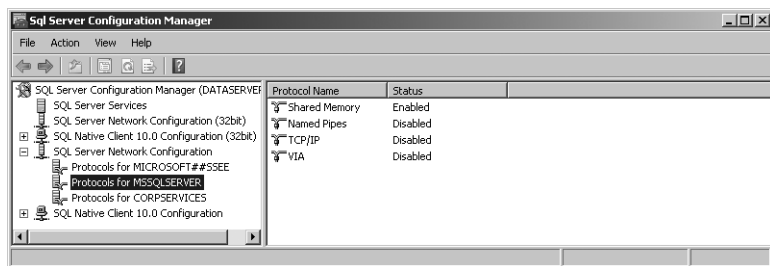 Sql Server Configuration Manager
File Action View Help
SQL Server Configuration Manager (DATASERVER
SQL Server Services
SQL Server Network Configuration (32bit)
SQL Native Client 10.0 Configuration (32bit)
SQL Server Network Configuration
Protocols for MICROSOFT##SSEE
Protocols for MSSQLSERVER
Protocols for CORPSERVICES
SQL Native Client 10.0 Configuration
Protocol Name Status
Shared Memory Enabled
Named Pipes Disabled
TCP/IP Disabled
VIA Disabled